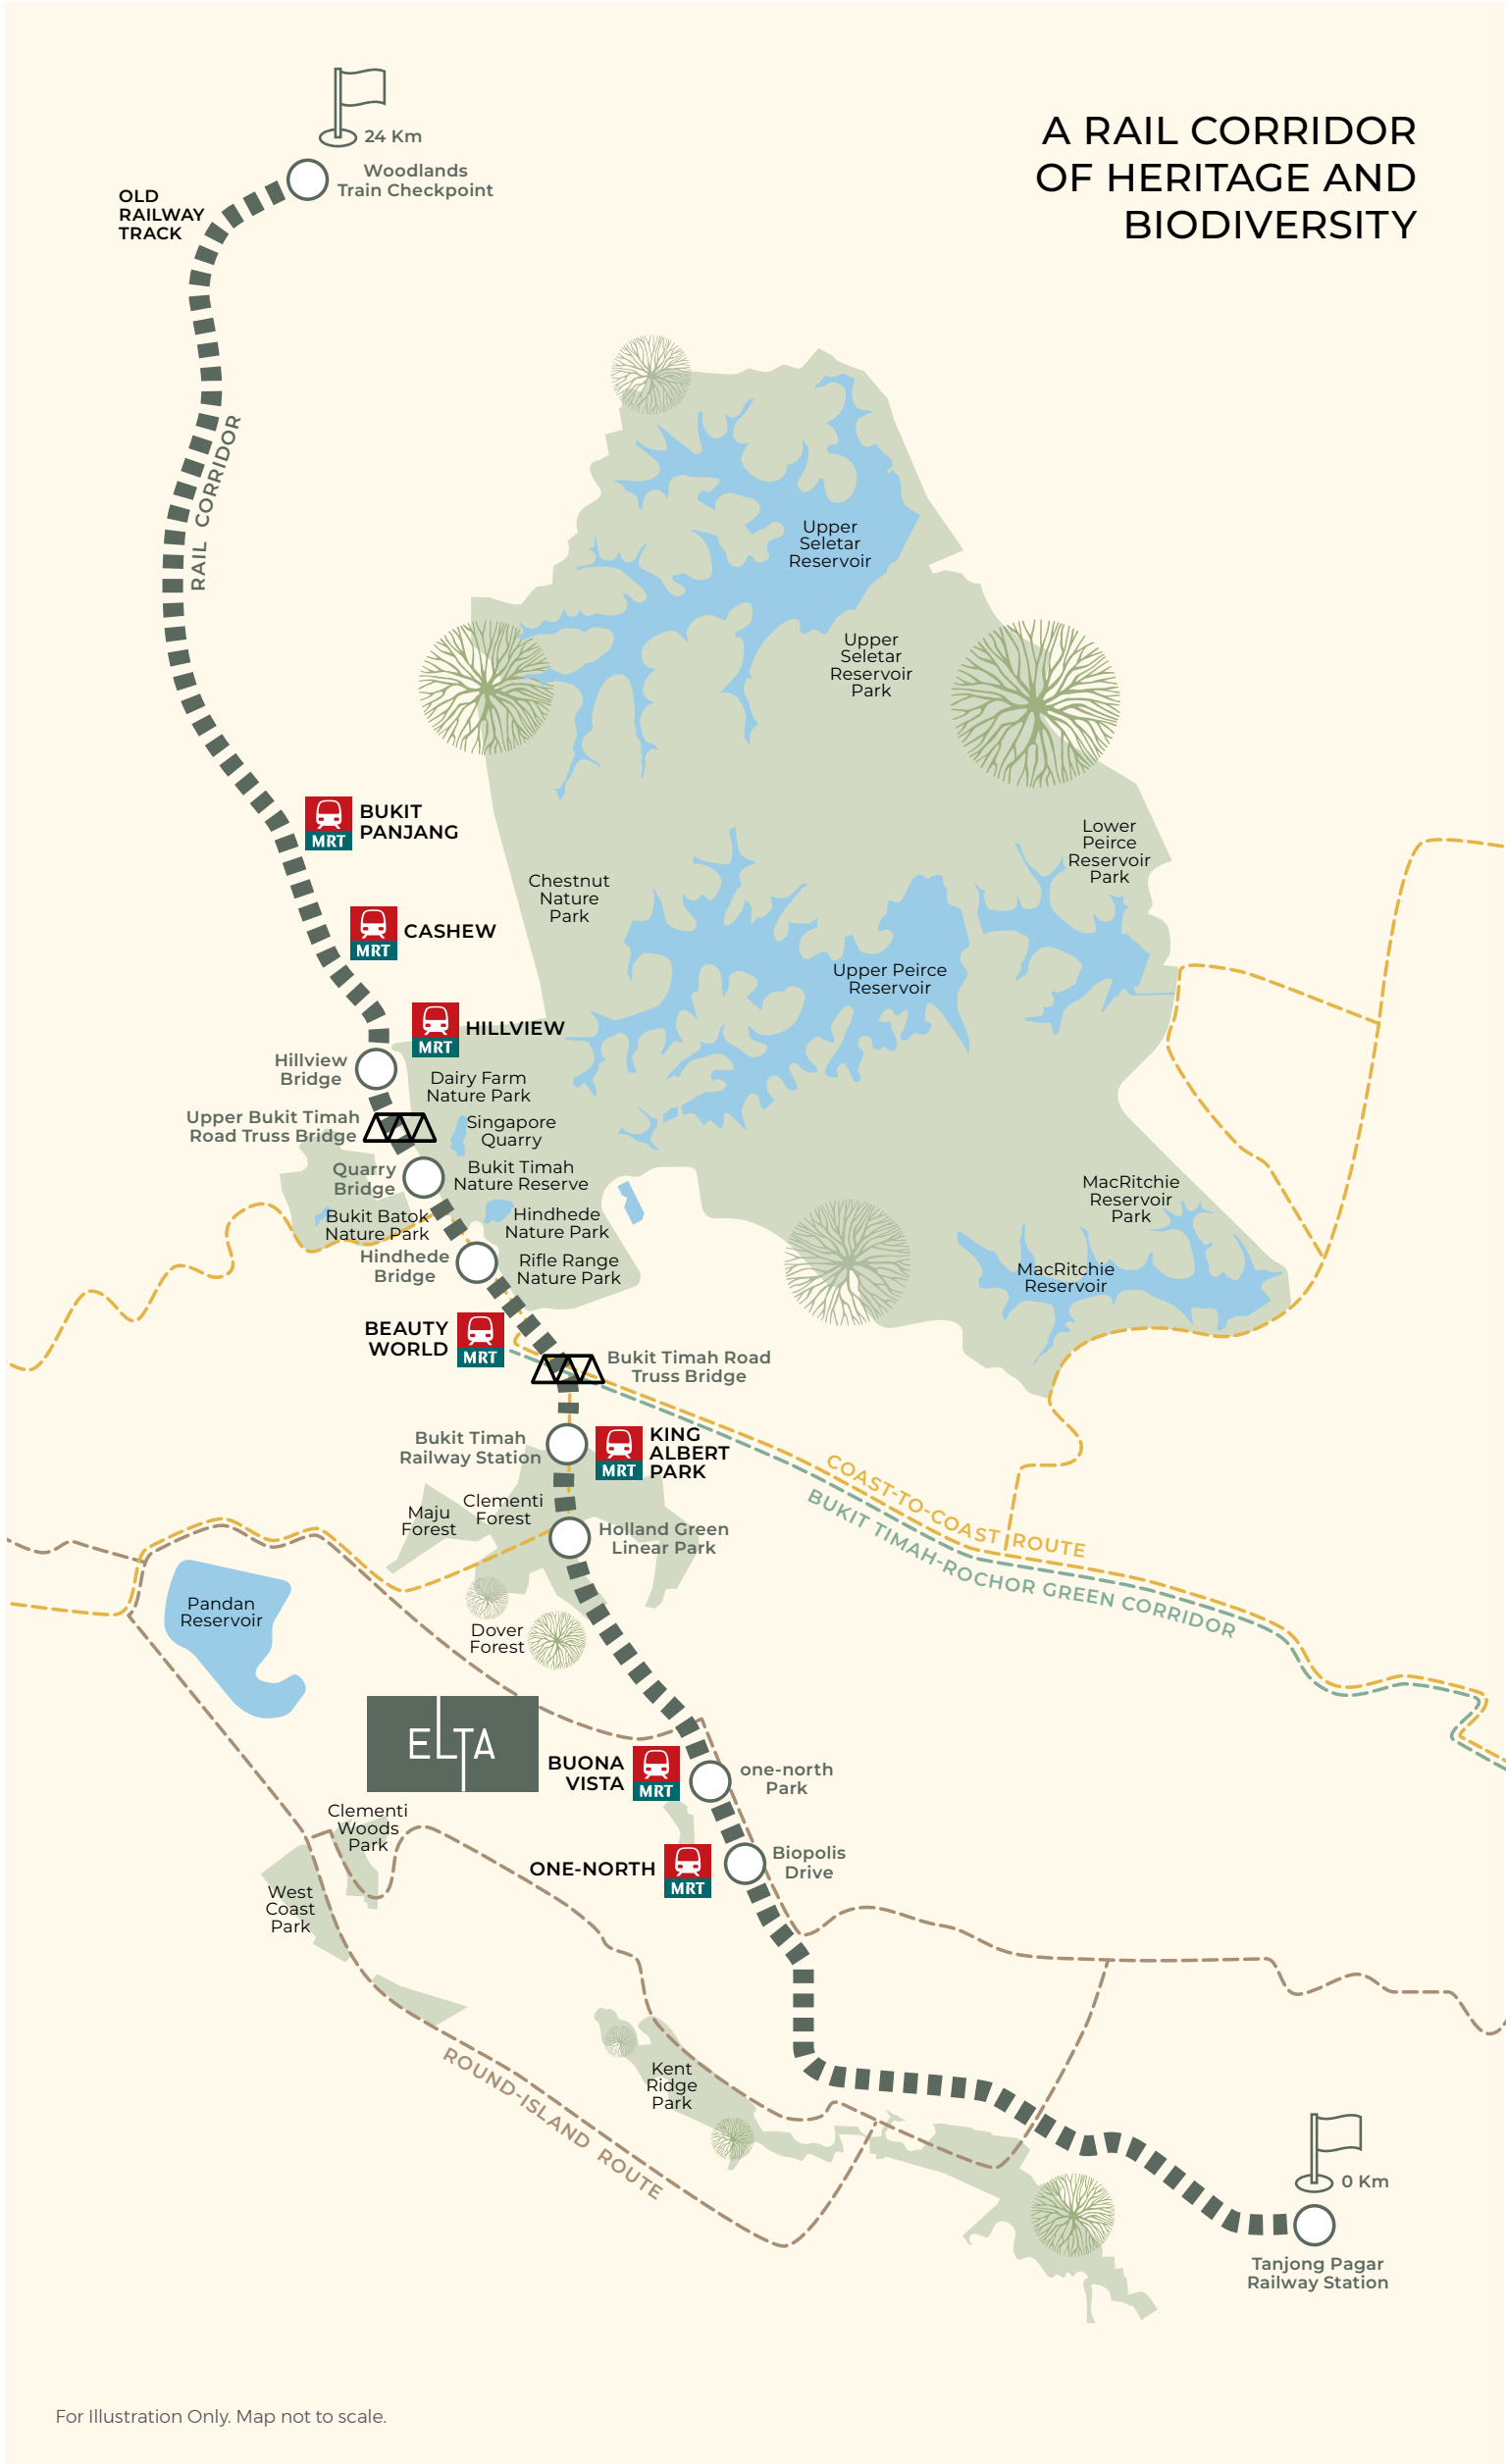 24 Km
Woodlands
Train Checkpoint
A RAIL CORRIDOR
OF HERITAGE AND
BIODIVERSITY
OLD
RAILWAY
TRACK
RAIL CORRIDOR
Upper
Seletar
Reservoir
Upper
Seletar
Reservoir
Park
MRT
BUKIT
PANJANG
Lower
Peirce
Reservoir
Park
Chestnut
Nature
Park
MRT
CASHEW
Upper Peirce
Reservoir
MRT
HILLVIEW
Hillview
Bridge
Dairy Farm
Nature Park
Upper Bukit Timah
Road Truss Bridge
Singapore
Quarry
Quarry
Bridge
Bukit Timah
Nature Reserve
MacRitchie
Reservoir
Park
Bukit Batok
Nature Park
Hindhede
Nature Park
Hindhede
Bridge
Rifle Range
Nature Park
MacRitchie
Reservoir
BEAUTY
WORLD
MRT
Bukit Timah Road
Truss Bridge
Bukit Timah
Railway Station
MRT
KING
ALBERT
PARK
COAST-TO-COAST ROUTE
BUKIT TIMAH-ROCHOR GREEN CORRIDOR
Maju
Forest
Clementi
Forest
Holland Green
Linear Park
Pandan
Reservoir
Dover
Forest
ELTA
BUONA
VISTA
MRT
one-north
Park
Clementi
Woods
Park
ONE-NORTH
MRT
Biopolis
Drive
West
Coast
Park
ROUND-ISLAND ROUTE
Kent
Ridge
Park
0 Km
Tanjong Pagar
Railway Station
For Illustration Only. Map not to scale.